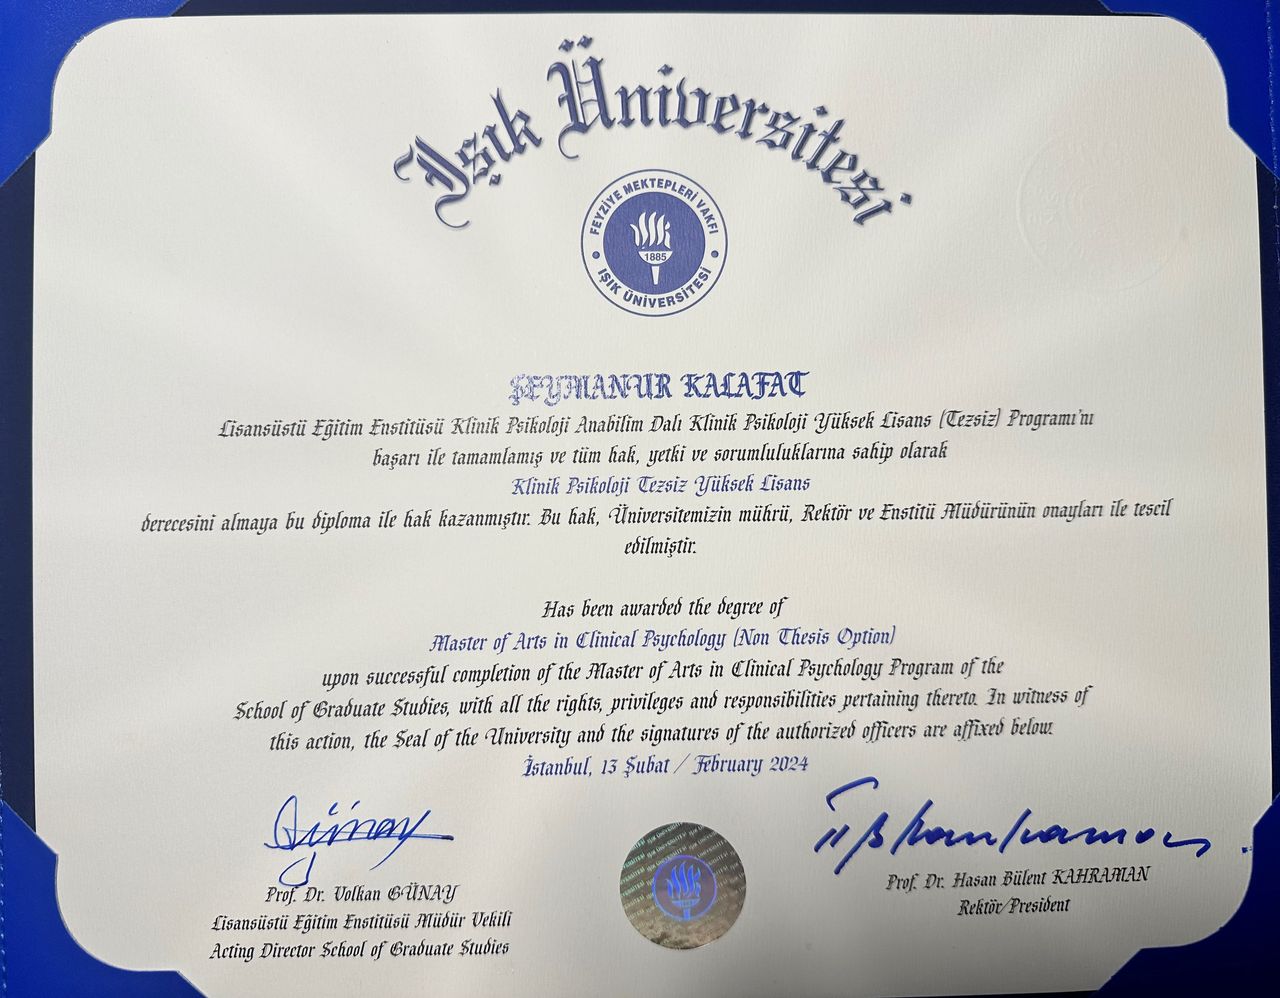 Işık Üniversitesi
FEYZİYE MEKTEPLERİ VAKFI
1885
IŞIK ÜNİVERSİTESİ
ŞEYMANUR KALAFAT
Lisansüstü Eğitim Enstitüsü Klinik Psikoloji Anabilim Dalı Klinik Psikoloji Yüksek Lisans (Tezsiz) Programı'nı
başarı ile tamamlamış ve tüm hak, yetki ve sorumluluklarına sahip olarak
Klinik Psikoloji Tezsiz Yüksek Lisans
derecesini almaya bu diploma ile hak kazanmıştır. Bu hak, Üniversitemizin mührü, Rektör ve Enstitü Müdürünün onayları ile tescil
edilmiştir.
Has been awarded the degree of
Master of Arts in Clinical Psychology (Non Thesis Option)
upon successful completion of the Master of Arts in Clinical Psychology Program of the
School of Graduate Studies, with all the rights, privileges and responsibilities pertaining thereto. In witness of
this action, the Seal of the University and the signatures of the authorized officers are affixed below.
İstanbul, 13 Şubat / February 2024
Prof. Dr. Volkan GÜNAY
Lisansüstü Eğitim Enstitüsü Müdür Vekili
Acting Director School of Graduate Studies
Prof. Dr. Hasan Bülent KAHRAMAN
Rektör/President